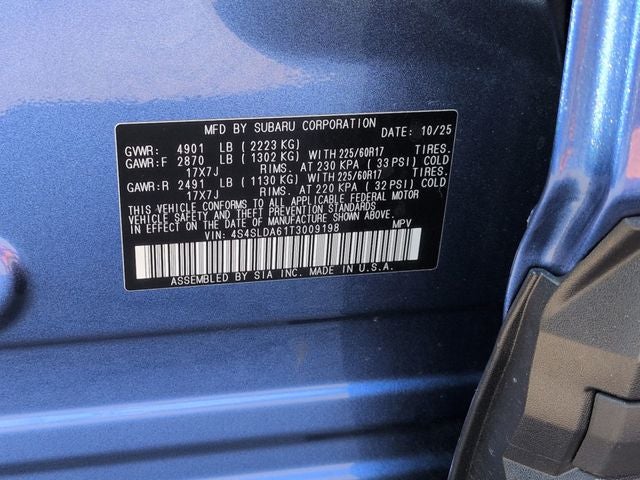 MFD BY SUBARU CORPORATION DATE: 10/25
GVWR: 4901 LB (2223 KG)
GAWR:F 2870 LB (1302 KG) WITH 225/60R17 TIRES.
17X7J RIMS. AT 230 KPA (33 PSI) COLD
GAWR:R 2491 LB (1130 KG) WITH 225/60R17 TIRES.
17X7J RIMS. AT 220 KPA (32 PSI) COLD
THIS VEHICLE CONFORMS TO ALL APPLICABLE FEDERAL MOTOR
VEHICLE SAFETY AND THEFT PREVENTION STANDARDS
IN EFFECT ON THE DATE OF MANUFACTURE SHOWN ABOVE.
VIN: 4S4SLDA61T3009198 MPV
ASSEMBLED BY SIA INC. MADE IN U.S.A.